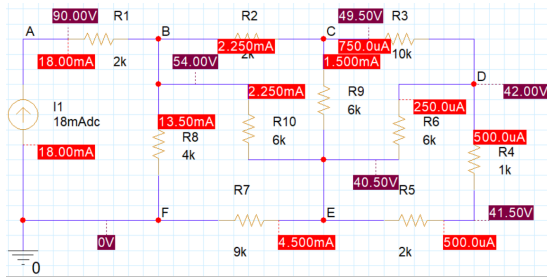 90.00V
49.50V
A
R1
B
R2
C
R3
18.00mA
2k
2.250mA
2k
750.0uA
10k
1.500mA
54.00V
D
42.00V
2.250mA
R9
250.0uA
I1
18mAdc
13.50mA
R8
4k
R10
6k
6k
R6
6k
500.0uA
R4
1k
18.00mA
40.50V
R7
R5
41.50V
F
E
0V
4.500mA
500.0uA
9k
2k
0